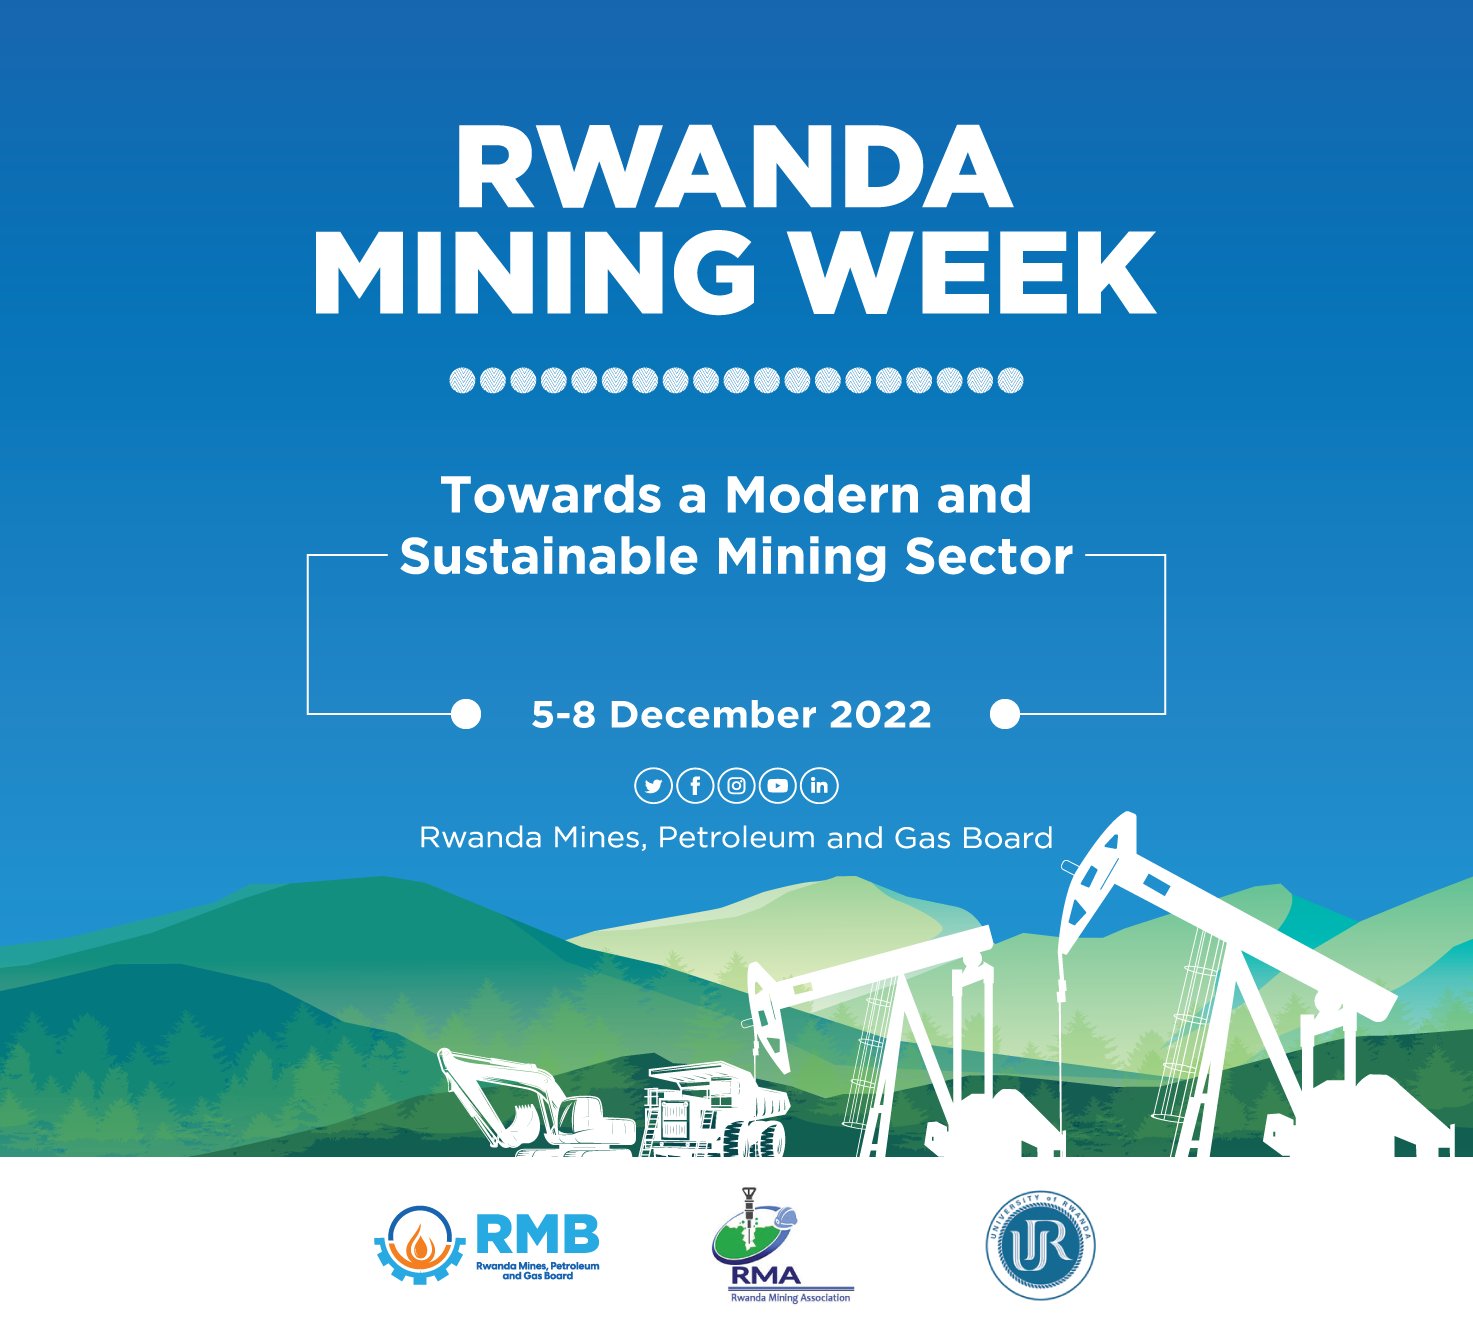 RWANDA
MINING WEEK
Towards a Modern and
Sustainable Mining Sector
5-8 December 2022
Rwanda Mines, Petroleum and Gas Board
RMB
Rwanda Mines, Petroleum
and Gas Board
RMA
Rwanda Mining Association
UNIVERSITY of RWANDA
UR